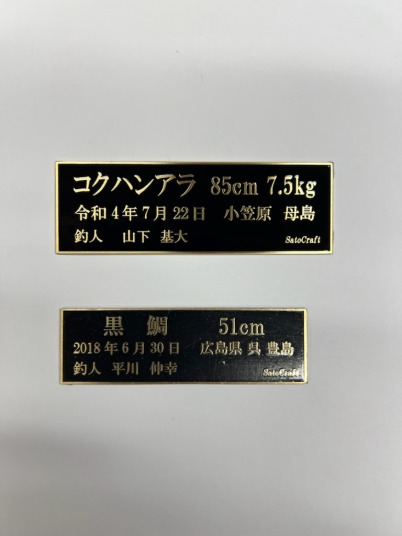 コクハンアラ 85cm 7.5kg
令和4年7月22日 小笠原 母島
釣人 山下 基大 SatoCraft
黒 鯛 51cm
2018年6月30日 広島県 呉 豊島
釣人 平川 伸幸 SatoCraft